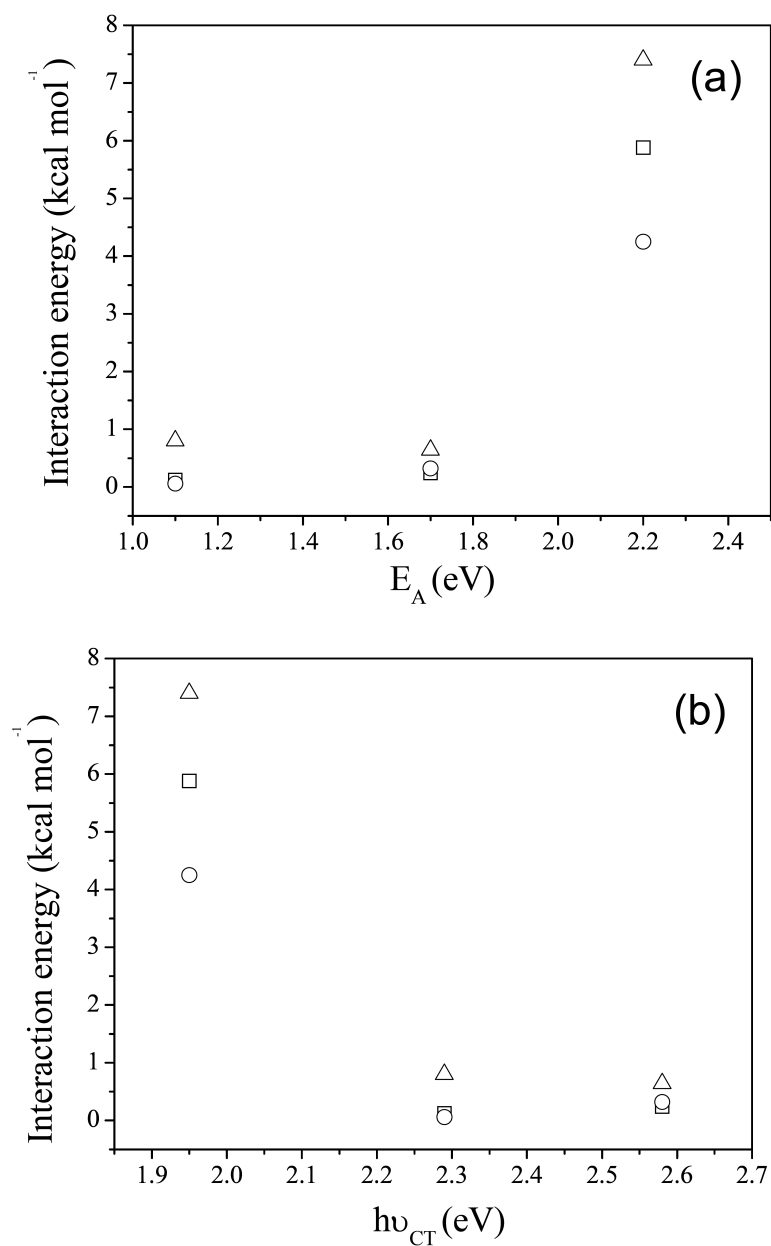 (a)
Interaction energy (kcal mol⁻¹)
8
7
6
5
4
3
2
1
0
1.0 1.2 1.4 1.6 1.8 2.0 2.2 2.4
E_A (eV)
(b)
Interaction energy (kcal mol⁻¹)
8
7
6
5
4
3
2
1
0
1.9 2.0 2.1 2.2 2.3 2.4 2.5 2.6 2.7
hυ_CT (eV)